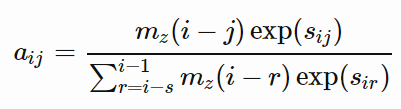 a_{ij} = \frac{m_z(i-j)\exp(s_{ij})}{\sum_{r=i-s}^{i-1} m_z(i-r)\exp(s_{ir})}